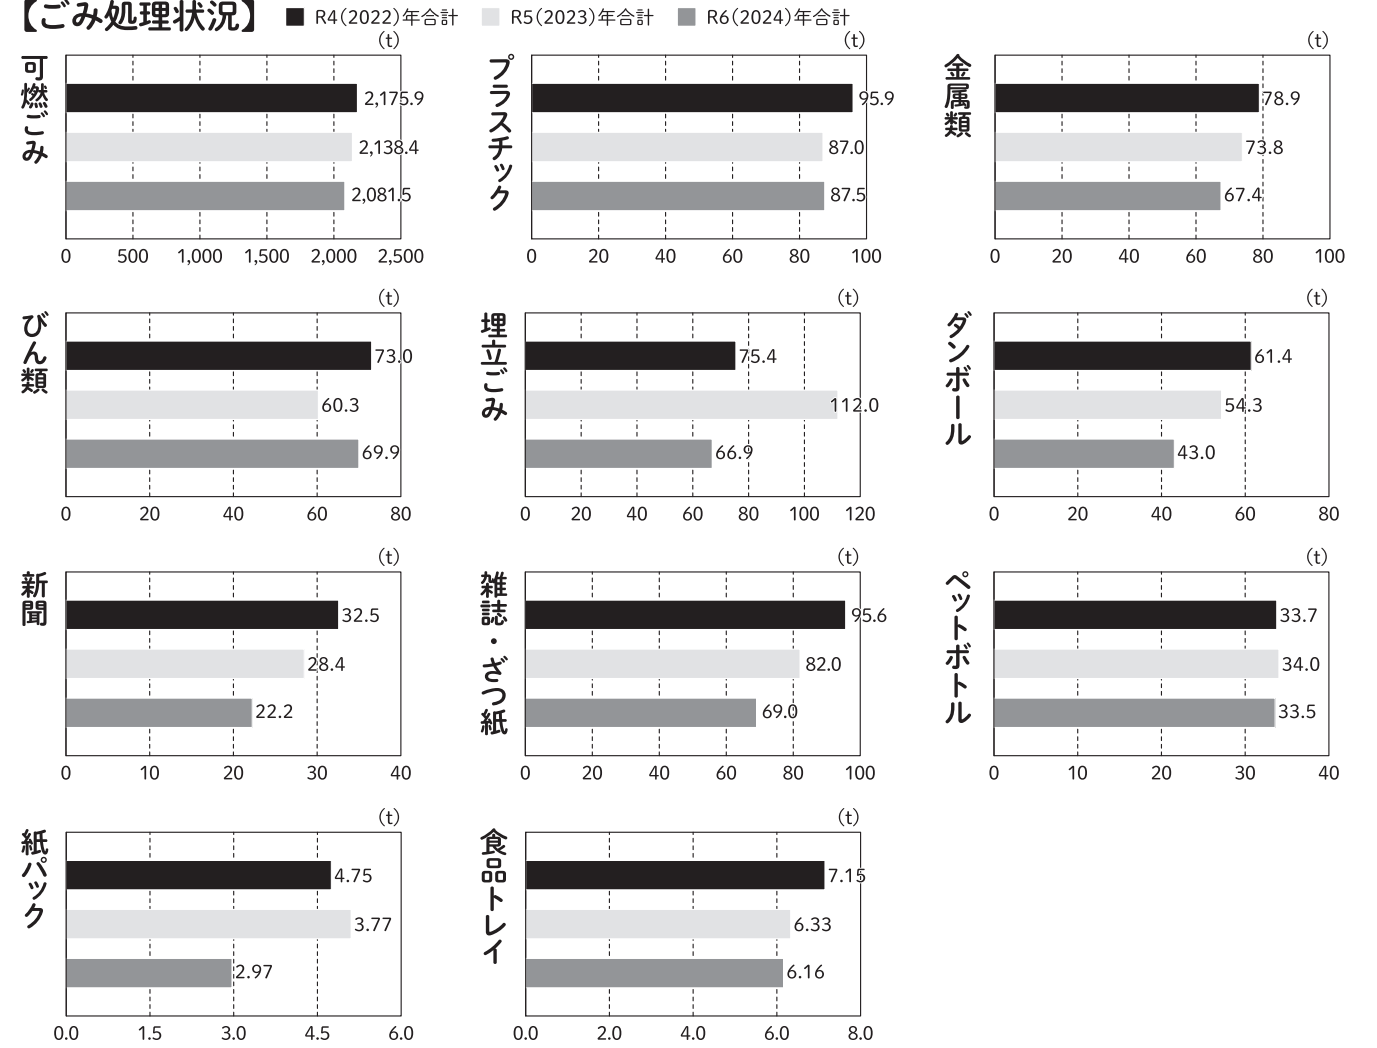 【ごみ処理状況】 R4(2022)年合計 R5(2023)年合計 R6(2024)年合計
可燃ごみ
(t)
2,175.9
2,138.4
2,081.5
0 500 1,000 1,500 2,000 2,500
プラスチック
(t)
95.9
87.0
87.5
0 20 40 60 80 100
金属類
(t)
78.9
73.8
67.4
0 20 40 60 80 100
びん類
(t)
73.0
60.3
69.9
0 20 40 60 80
埋立ごみ
(t)
75.4
112.0
66.9
0 20 40 60 80 100 120
ダンボール
(t)
61.4
54.3
43.0
0 20 40 60 80
新聞
(t)
32.5
28.4
22.2
0 10 20 30 40
雑誌・ざつ紙
(t)
95.6
82.0
69.0
0.0 20 40 60 80 100
ペットボトル
(t)
33.7
34.0
33.5
0 10 20 30 40
紙パック
(t)
4.75
3.77
2.97
0.0 1.5 3.0 4.5 6.0
食品トレイ
(t)
7.15
6.33
6.16
0.0 2.0 4.0 6.0 8.0